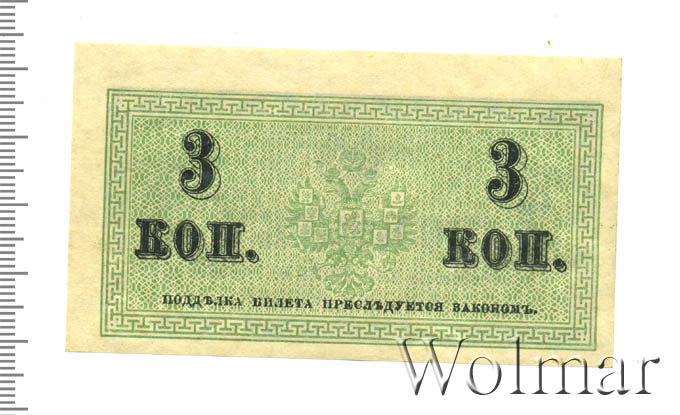 3 3
КОП. КОП.
ПОДДѢЛКА БИЛЕТА ПРЕСЛѢДУЕТСЯ ЗАКОНОМЪ.
Wolmar